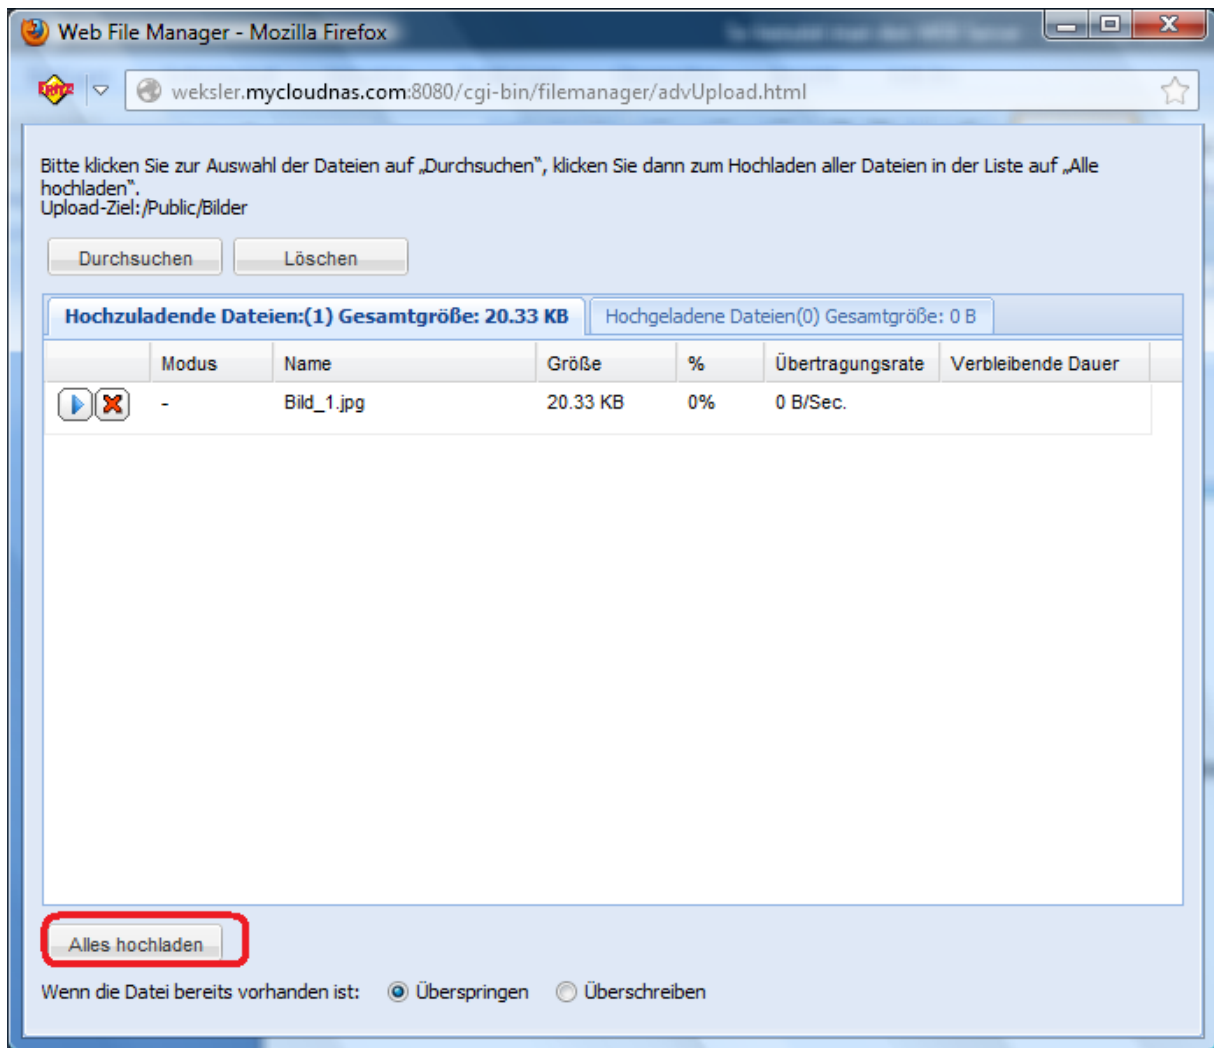 Web File Manager - Mozilla Firefox
FRITZ
weksler.mycloudnas.com:8080/cgi-bin/filemanager/advUpload.html
Bitte klicken Sie zur Auswahl der Dateien auf „Durchsuchen“, klicken Sie dann zum Hochladen aller Dateien in der Liste auf „Alle
hochladen“.
Upload-Ziel:/Public/Bilder
Durchsuchen Löschen
Hochzuladende Dateien:(1) Gesamtgröße: 20.33 KB Hochgeladene Dateien(0) Gesamtgröße: 0 B
Modus Name Größe % Übertragungsrate Verbleibende Dauer
- Bild_1.jpg 20.33 KB 0% 0 B/Sec.
Alles hochladen
Wenn die Datei bereits vorhanden ist: Überspringen Überschreiben